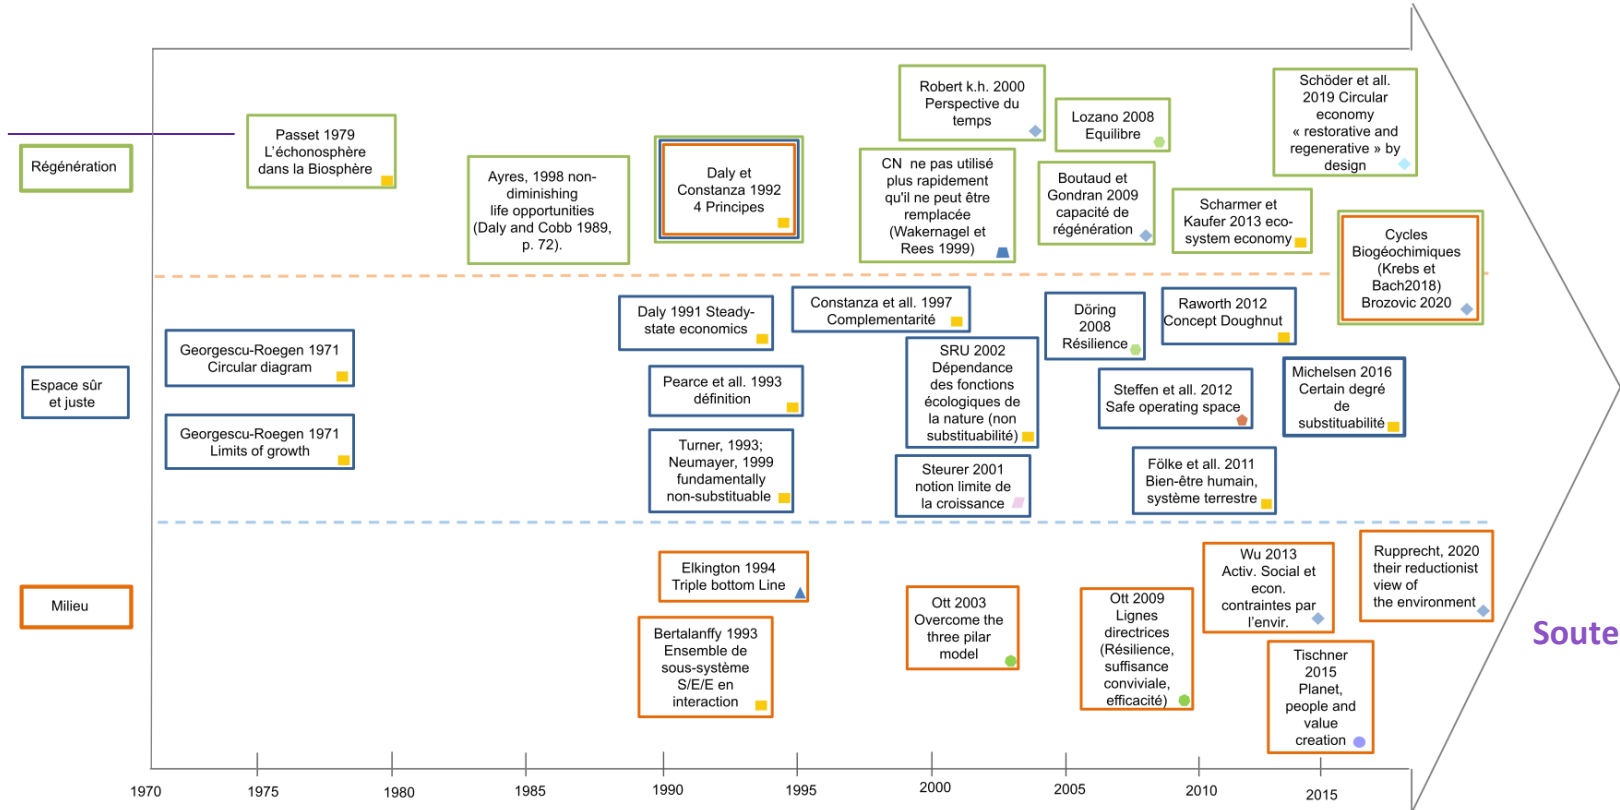 Régénération
Passet 1979
L'échonosphère
dans la Biosphère
Ayres, 1998 non-
diminishing
life opportunities
(Daly and Cobb 1989,
p. 72).
Daly et
Constanza 1992
4 Principes
Robert k.h. 2000
Perspective du
temps
CN ne pas utilisé
plus rapidement
qu'il ne peut être
remplacée
(Wakernagel et
Rees 1999)
Lozano 2008
Equilibre
Boutaud et
Gondran 2009
capacité de
régénération
Schöder et all.
2019 Circular
economy
« restorative and
regenerative » by
design
Scharmer et
Kaufer 2013 eco-
system economy
Cycles
Biogéochimiques
(Krebs et
Bach2018)
Brozovic 2020
Espace sûr
et juste
Georgescu-Roegen 1971
Circular diagram
Georgescu-Roegen 1971
Limits of growth
Daly 1991 Steady-
state economics
Pearce et all. 1993
définition
Turner, 1993;
Neumayer, 1999
fundamentally
non-substituable
Constanza et all. 1997
Complementarité
SRU 2002
Dépendance
des fonctions
écologiques de
la nature (non
substituabilité)
Steurer 2001
notion limite de
la croissance
Döring
2008
Résilience
Raworth 2012
Concept Doughnut
Steffen et all. 2012
Safe operating space
Fölke et all. 2011
Bien-être humain,
système terrestre
Michelsen 2016
Certain degré
de
substituabilité
Milieu
Elkington 1994
Triple bottom Line
Bertalanffy 1993
Ensemble de
sous-système
S/E/E en
interaction
Ott 2003
Overcome the
three pilar
model
Ott 2009
Lignes
directrices
(Résilience,
suffisance
conviviale,
efficacité)
Wu 2013
Activ. Social et
econ.
contraintes par
l'envir.
Tischner
2015
Planet,
people and
value
creation
Rupprecht, 2020
their reductionist
view of
the environment
Soute
1970
1975
1980
1985
1990
1995
2000
2005
2010
2015